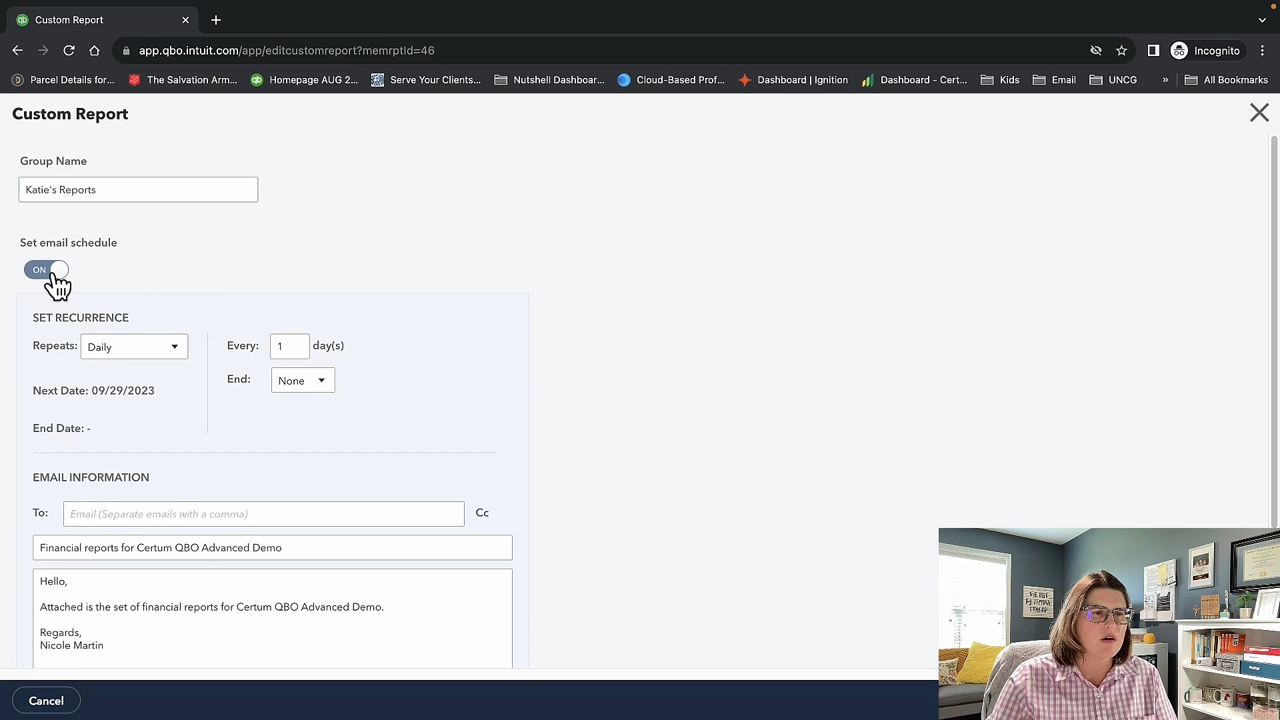 Custom Report
app.qbo.intuit.com/app/editcustomreport?memrptId=46
Incognito
Parcel Details for...
The Salvation Arm...
Homepage AUG 2...
Serve Your Clients...
Nutshell Dashboar...
Cloud-Based Prof...
Dashboard | Ignition
Dashboard - Cert...
Kids
Email
UNCG
»
All Bookmarks
Custom Report
Group Name
Katie's Reports
Set email schedule
ON
SET RECURRENCE
Repeats: Daily
Every: 1 day(s)
End: None
Next Date: 09/29/2023
End Date: -
EMAIL INFORMATION
To: Email (Separate emails with a comma) Cc
Financial reports for Certum QBO Advanced Demo
Hello,
Attached is the set of financial reports for Certum QBO Advanced Demo.
Regards,
Nicole Martin
Cancel